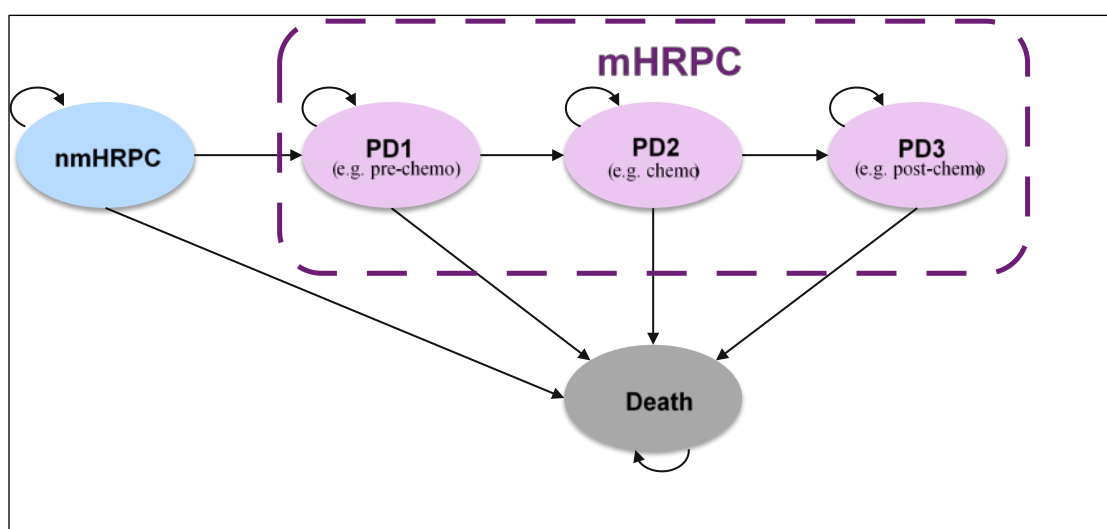 mHRPC
nmHRPC
PD1
(e.g. pre-chemo)
PD2
(e.g. chemo)
PD3
(e.g. post-chemo)
Death